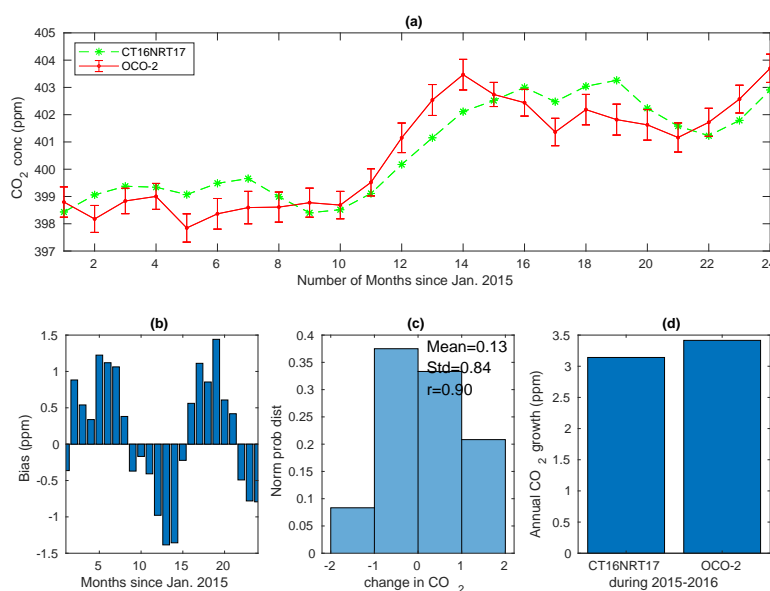 (a)
405
404
403
402
401
400
399
398
397
CO2 conc (ppm)
CT16NRT17
OCO-2
2 4 6 8 10 12 14 16 18 20 22 24
Number of Months since Jan. 2015
(b)
1.5
1
0.5
0
-0.5
-1
-1.5
Bias (ppm)
5 10 15 20
Months since Jan. 2015
(c)
0.4
0.35
0.3
0.25
0.2
0.15
0.1
0.05
0
Norm prob dist
Mean=0.13
Std=0.84
r=0.90
-2 -1 0 1 2
change in CO2
(d)
3.5
3
2.5
2
1.5
1
0.5
0
Annual CO2 growth (ppm)
CT16NRT17 OCO-2
during 2015-2016